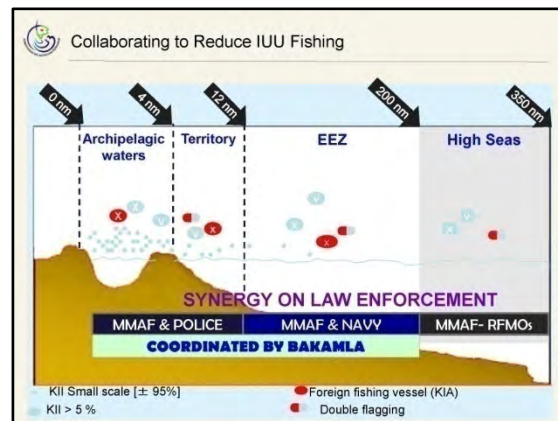 Collaborating to Reduce IUU Fishing
0 nm
4 nm
12 nm
200 nm
350 nm
Archipelagic
waters
Territory
EEZ
High Seas
X
X
V
V
X
V
X
V
X
SYNERGY ON LAW ENFORCEMENT
MMAF & POLICE
MMAF & NAVY
MMAF- RFMOs
COORDINATED BY BAKAMLA
KII Small scale [± 95%]
Foreign fishing vessel (KIA)
KII > 5 %
Double flagging